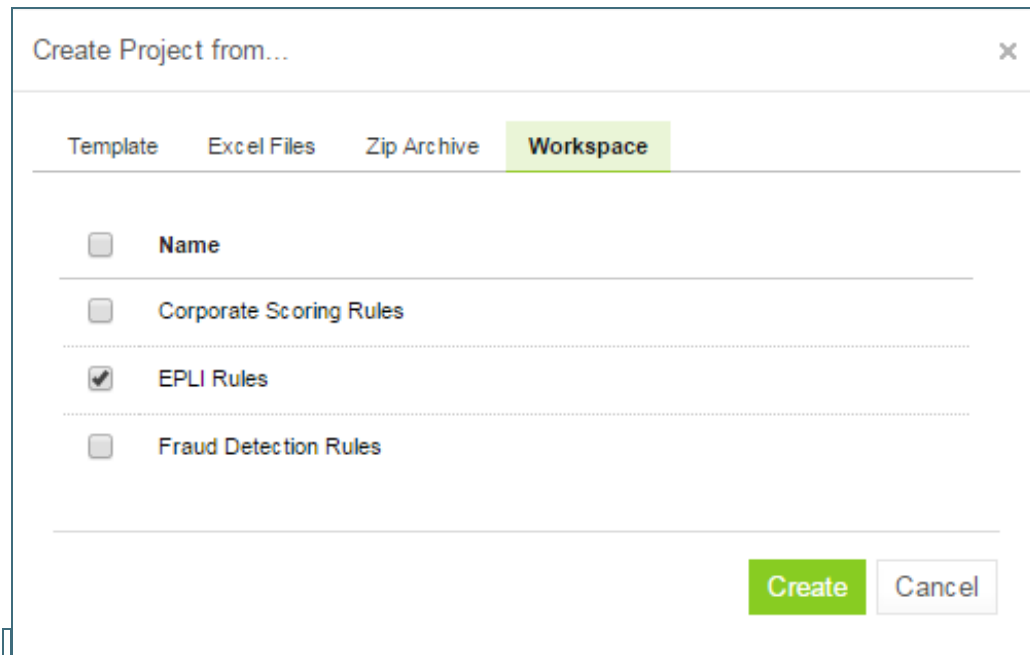 Create Project from...
Template Excel Files Zip Archive Workspace
Name
Corporate Scoring Rules
EPLI Rules
Fraud Detection Rules
Create Cancel